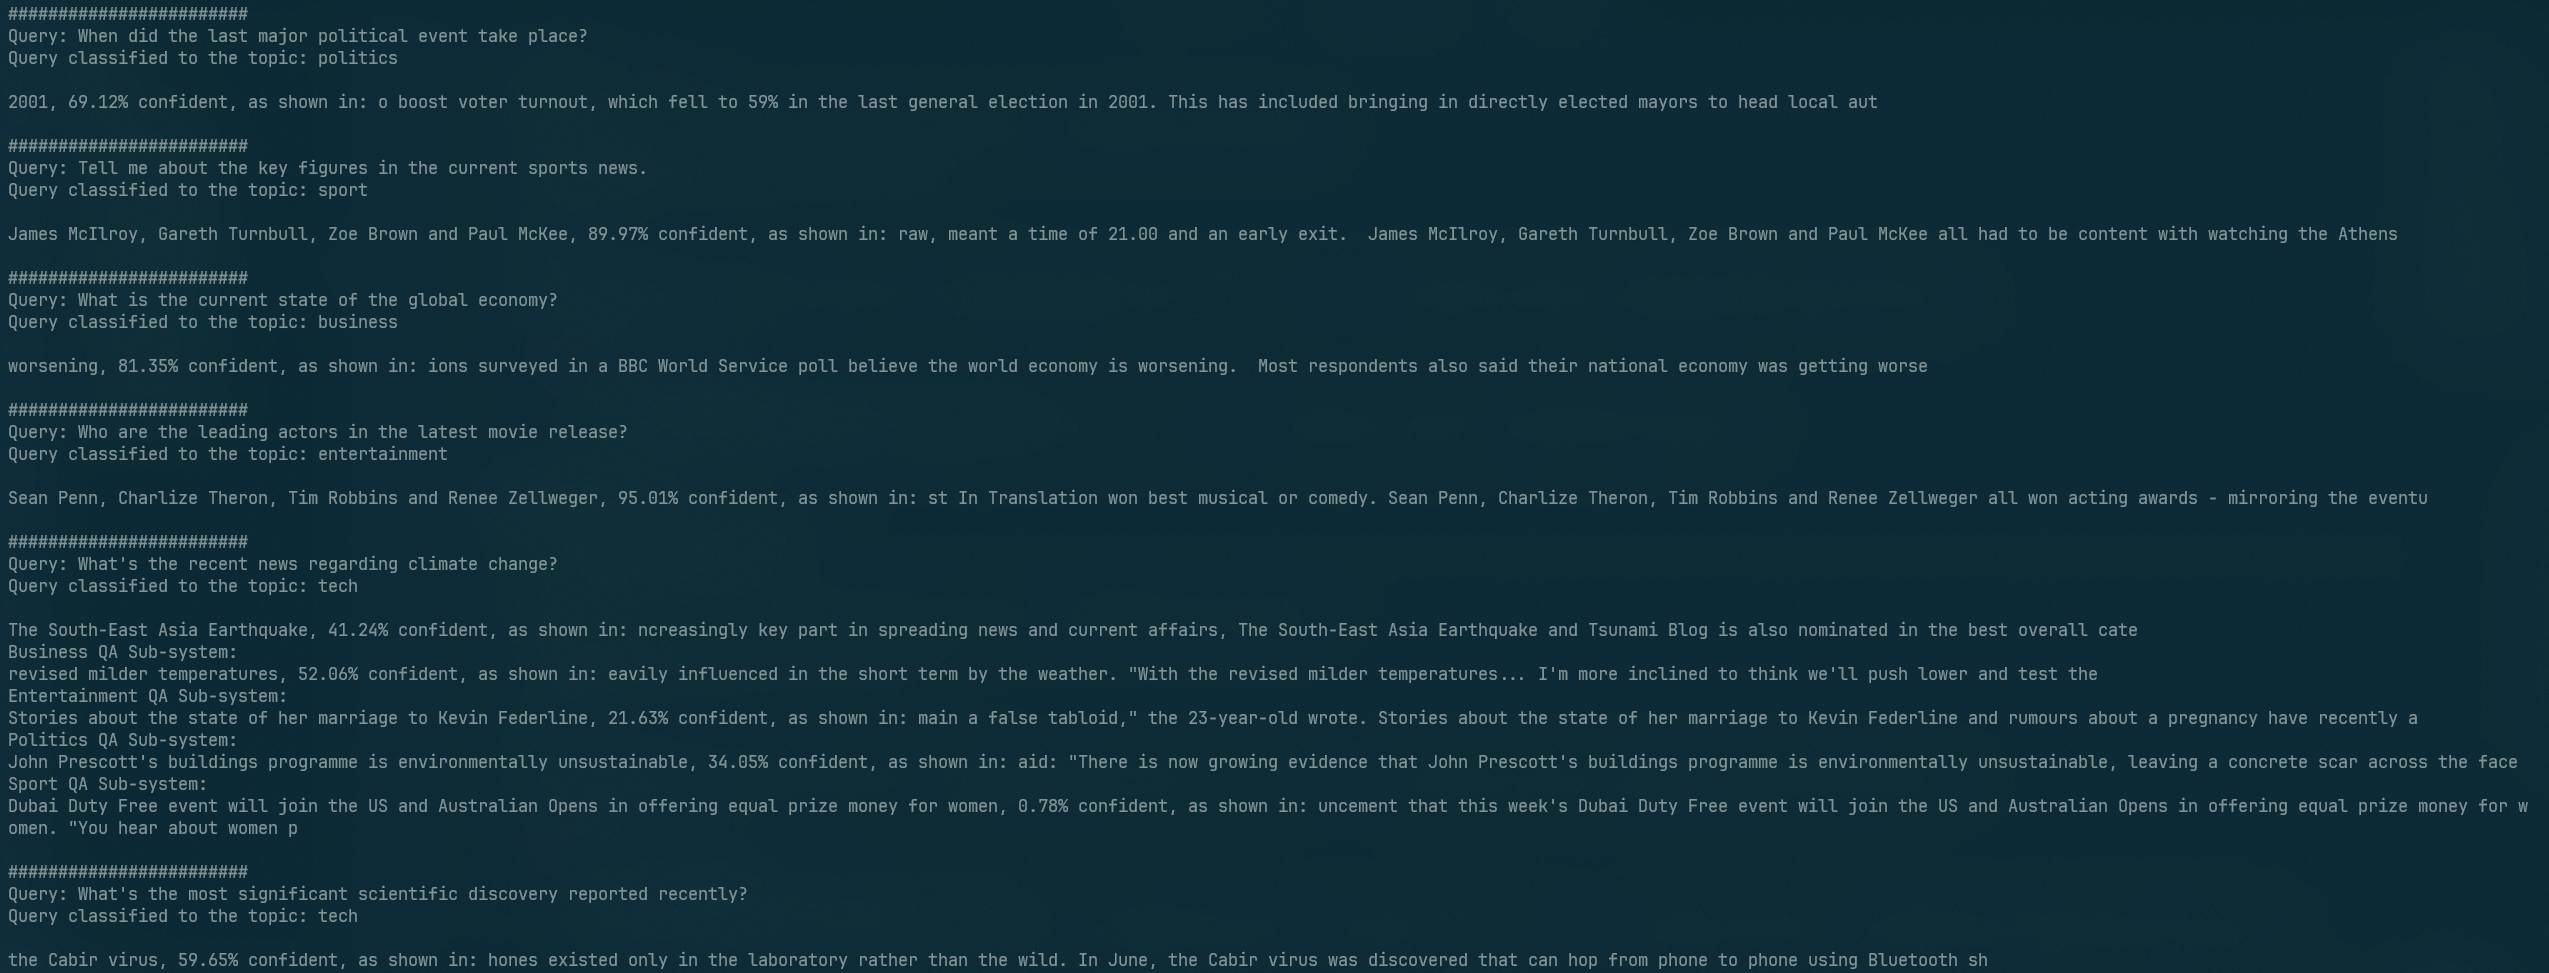 ########################
Query: When did the last major political event take place?
Query classified to the topic: politics
2001, 69.12% confident, as shown in: o boost voter turnout, which fell to 59% in the last general election in 2001. This has included bringing in directly elected mayors to head local aut
########################
Query: Tell me about the key figures in the current sports news.
Query classified to the topic: sport
James McIlroy, Gareth Turnbull, Zoe Brown and Paul McKee, 89.97% confident, as shown in: raw, meant a time of 21.00 and an early exit.  James McIlroy, Gareth Turnbull, Zoe Brown and Paul McKee all had to be content with watching the Athens
########################
Query: What is the current state of the global economy?
Query classified to the topic: business
worsening, 81.35% confident, as shown in: ions surveyed in a BBC World Service poll believe the world economy is worsening.  Most respondents also said their national economy was getting worse
########################
Query: Who are the leading actors in the latest movie release?
Query classified to the topic: entertainment
Sean Penn, Charlize Theron, Tim Robbins and Renee Zellweger, 95.01% confident, as shown in: st In Translation won best musical or comedy. Sean Penn, Charlize Theron, Tim Robbins and Renee Zellweger all won acting awards - mirroring the eventu
########################
Query: What's the recent news regarding climate change?
Query classified to the topic: tech
The South-East Asia Earthquake, 41.24% confident, as shown in: ncreasingly key part in spreading news and current affairs, The South-East Asia Earthquake and Tsunami Blog is also nominated in the best overall cate
Business QA Sub-system:
revised milder temperatures, 52.06% confident, as shown in: eavily influenced in the short term by the weather. "With the revised milder temperatures... I'm more inclined to think we'll push lower and test the
Entertainment QA Sub-system:
Stories about the state of her marriage to Kevin Federline, 21.63% confident, as shown in: main a false tabloid," the 23-year-old wrote. Stories about the state of her marriage to Kevin Federline and rumours about a pregnancy have recently a
Politics QA Sub-system:
John Prescott's buildings programme is environmentally unsustainable, 34.05% confident, as shown in: aid: "There is now growing evidence that John Prescott's buildings programme is environmentally unsustainable, leaving a concrete scar across the face
Sport QA Sub-system:
Dubai Duty Free event will join the US and Australian Opens in offering equal prize money for women, 0.78% confident, as shown in: uncement that this week's Dubai Duty Free event will join the US and Australian Opens in offering equal prize money for w
omen. "You hear about women p
########################
Query: What's the most significant scientific discovery reported recently?
Query classified to the topic: tech
the Cabir virus, 59.65% confident, as shown in: hones existed only in the laboratory rather than the wild. In June, the Cabir virus was discovered that can hop from phone to phone using Bluetooth sh